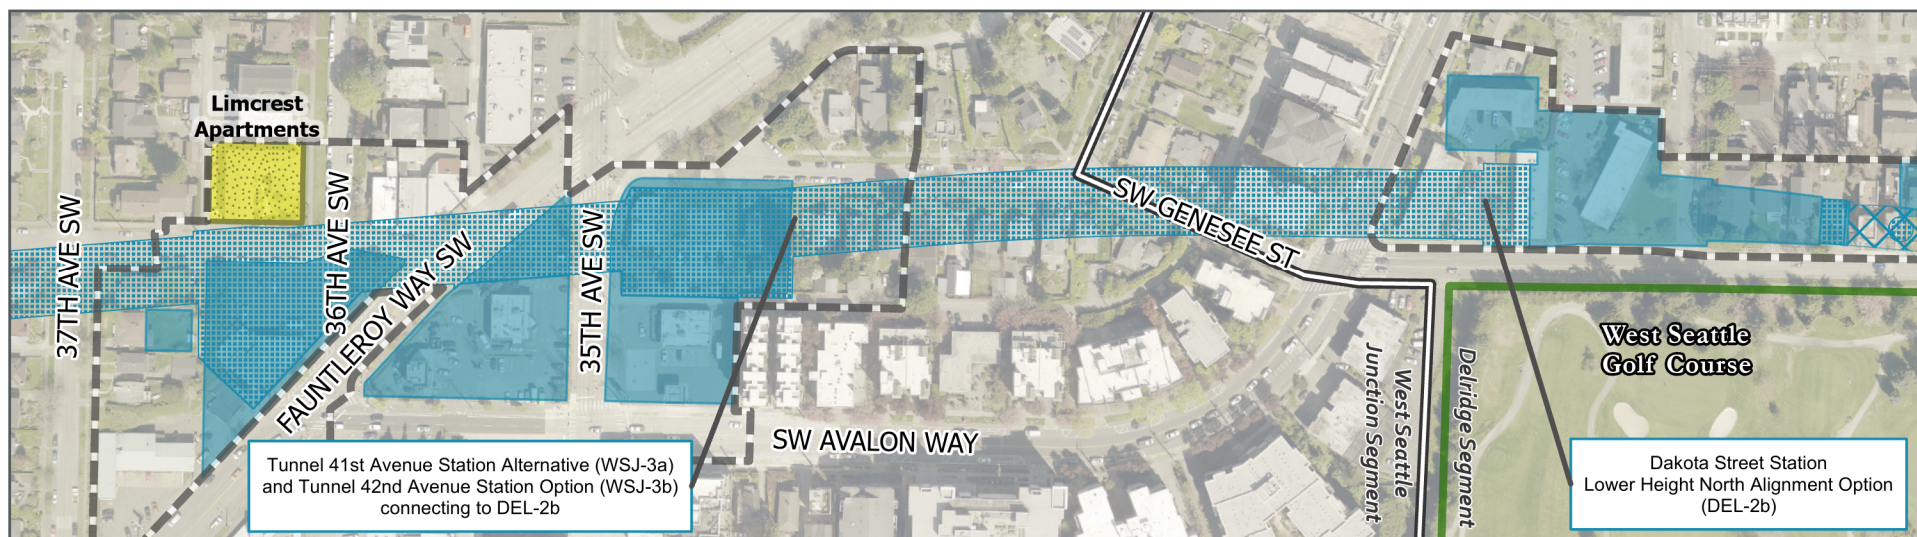 Limcrest
Apartments
37TH AVE SW
36TH AVE SW
FAUNTLEROY WAY SW
35TH AVE SW
SW GENESEE ST
SW AVALON WAY
West Seattle
Junction Segment
Delridge Segment
West Seattle
Golf Course
Tunnel 41st Avenue Station Alternative (WSJ-3a)
and Tunnel 42nd Avenue Station Option (WSJ-3b)
connecting to DEL-2b
Dakota Street Station
Lower Height North Alignment Option
(DEL-2b)